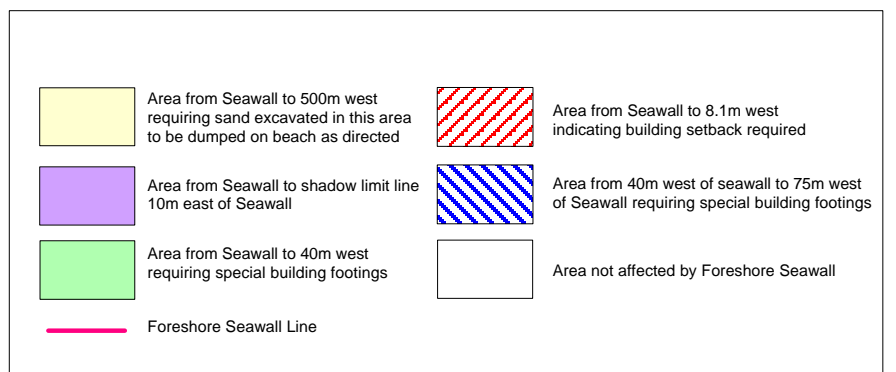 Area from Seawall to 500m west
requiring sand excavated in this area
to be dumped on beach as directed
Area from Seawall to shadow limit line
10m east of Seawall
Area from Seawall to 40m west
requiring special building footings
Foreshore Seawall Line
Area from Seawall to 8.1m west
indicating building setback required
Area from 40m west of seawall to 75m west
of Seawall requiring special building footings
Area not affected by Foreshore Seawall